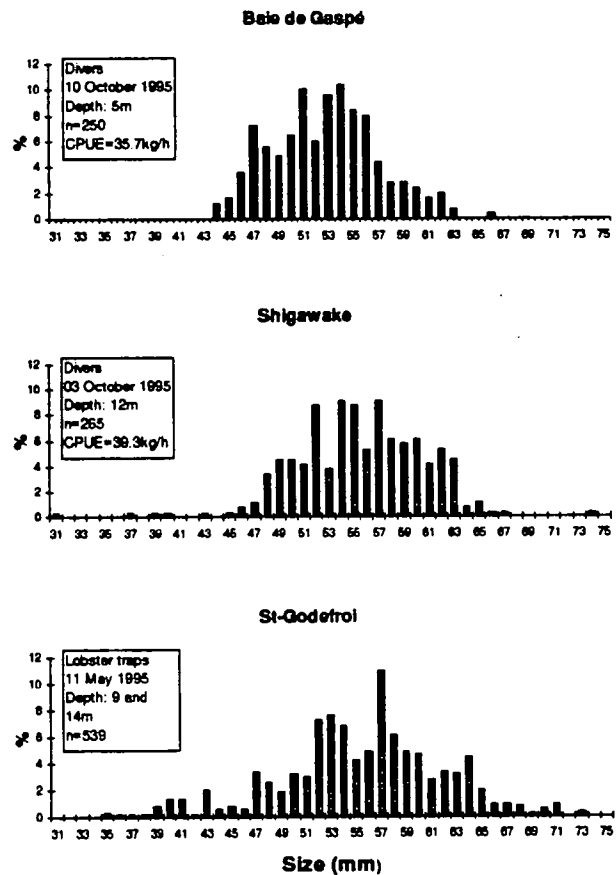 Baie de Gaspé
12
10
8
6
4
2
0
%
Divers
10 October 1995
Depth: 5m
n=250
CPUE=35.7kg/h
31 33 35 37 39 41 43 45 47 49 51 53 55 57 59 61 63 65 67 69 71 73 75
Shigawake
12
10
8
6
4
2
0
%
Divers
03 October 1995
Depth: 12m
n=265
CPUE=39.3kg/h
31 33 35 37 39 41 43 45 47 49 51 53 55 57 59 61 63 65 67 69 71 73 75
St-Godefroi
12
10
8
6
4
2
0
%
Lobster traps
11 May 1995
Depth: 9 and
14m
n=539
31 33 35 37 39 41 43 45 47 49 51 53 55 57 59 61 63 65 67 69 71 73 75
Size (mm)